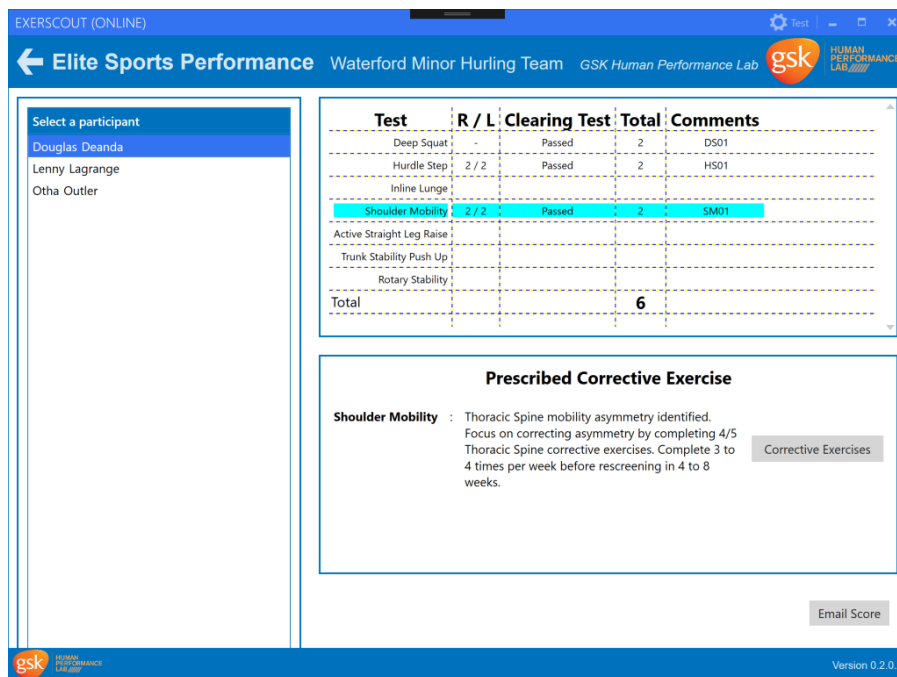 EXERSCOUT (ONLINE) Test
Elite Sports Performance Waterford Minor Hurling Team GSK Human Performance Lab gsk HUMAN PERFORMANCE LAB
Select a participant
Douglas Deanda
Lenny Lagrange
Otha Outler
Test R / L Clearing Test Total Comments
Deep Squat - Passed 2 DS01
Hurdle Step 2 / 2 Passed 2 HS01
Inline Lunge
Shoulder Mobility 2 / 2 Passed 2 SM01
Active Straight Leg Raise
Trunk Stability Push Up
Rotary Stability
Total 6
Prescribed Corrective Exercise
Shoulder Mobility : Thoracic Spine mobility asymmetry identified.
Focus on correcting asymmetry by completing 4/5
Thoracic Spine corrective exercises. Complete 3 to
4 times per week before rescreening in 4 to 8
weeks.
Corrective Exercises
Email Score
gsk HUMAN PERFORMANCE LAB
Version 0.2.0.